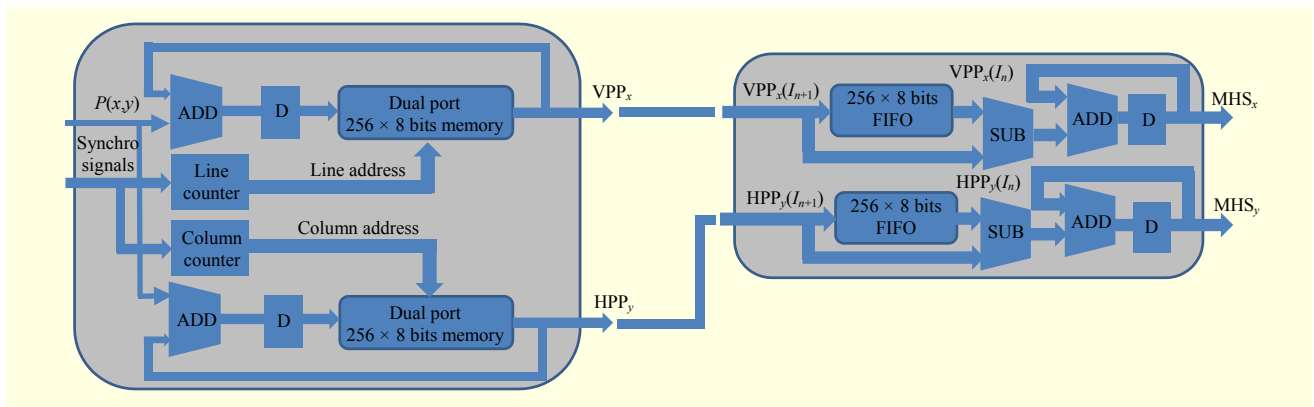 P(x,y)
ADD
D
Dual port
256 × 8 bits memory
VPPx
Synchro
signals
Line
counter
Line address
Column
counter
Column address
ADD
D
Dual port
256 × 8 bits memory
HPPy
VPPx(In+1)
256 × 8 bits
FIFO
VPPx(In)
SUB
ADD
D
MHSx
HPPy(In+1)
256 × 8 bits
FIFO
HPPy(In)
SUB
ADD
D
MHSy